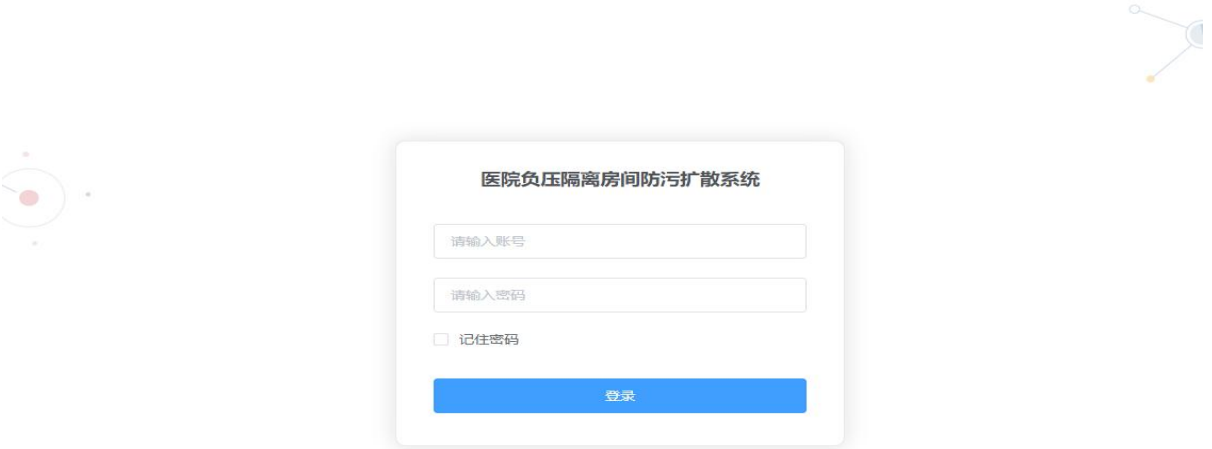 医院负压隔离房间防污扩散系统
请输入账号
请输入密码
记住密码
登录